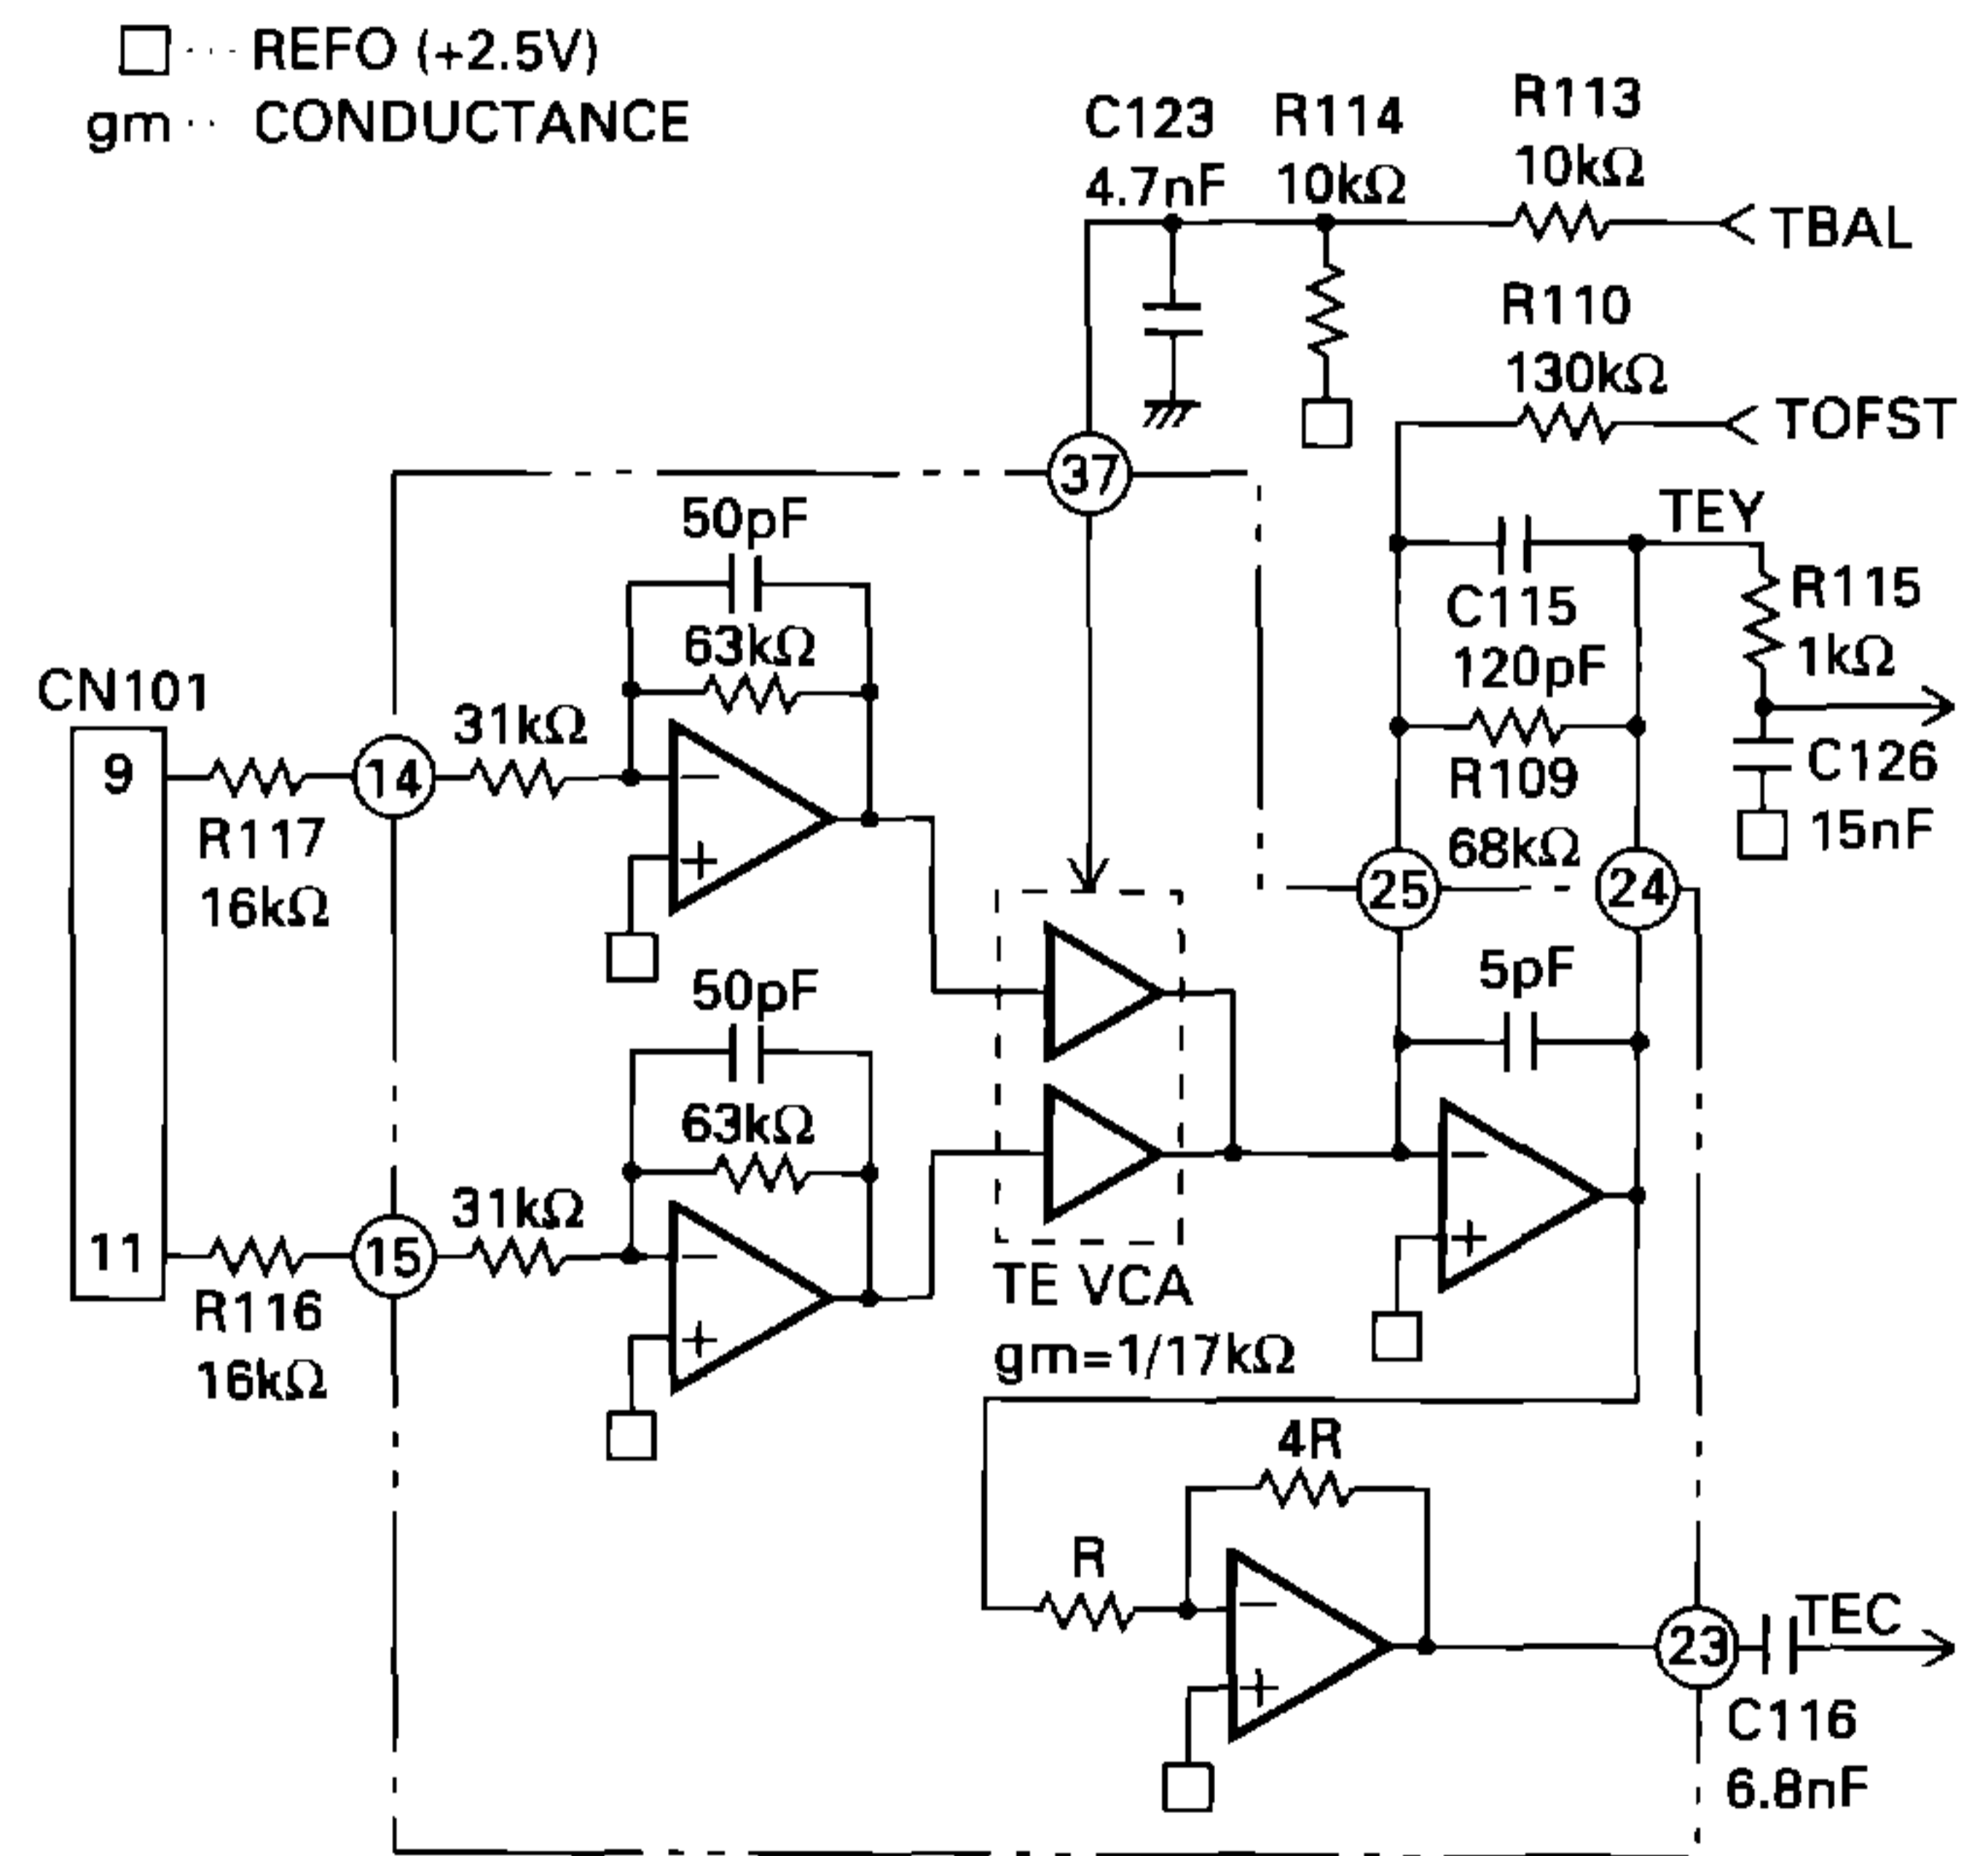 REFO (+2.5V)
gm ·· CONDUCTANCE
C123
4.7nF
R114
10kΩ
R113
10kΩ
TBAL
R110
130kΩ
TOFST
37
50pF
63kΩ
TEY
C115
120pF
R115
1kΩ
CN101
9
R117
16kΩ
14
31kΩ
−
+
R109
68kΩ
C126
15nF
25
24
50pF
63kΩ
5pF
11
R116
16kΩ
15
31kΩ
−
+
TE VCA
gm=1/17kΩ
−
+
4R
R
−
+
23
TEC
C116
6.8nF